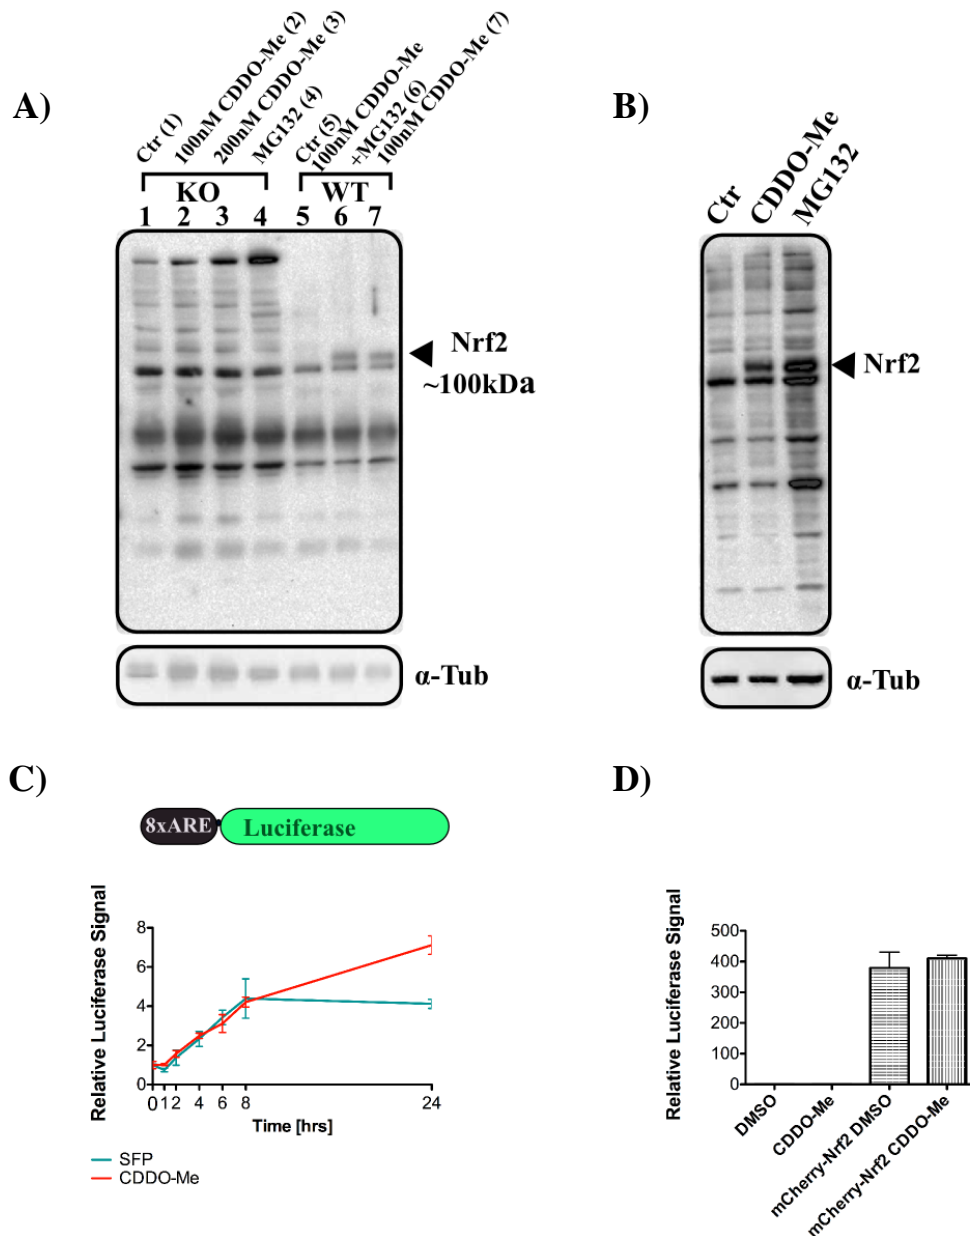 A)
Ctr (1)
100nM CDDO-Me (2)
200nM CDDO-Me (3)
MG132 (4)
Ctr (5)
100nM CDDO-Me
+MG132 (6)
100nM CDDO-Me (7)
KO
WT
1 2 3 4 5 6 7
Nrf2
~100kDa
α-Tub
B)
Ctr
CDDO-Me
MG132
Nrf2
α-Tub
C)
8xARE Luciferase
Relative Luciferase Signal
8
6
4
2
0
0 1 2 4 6 8 24
Time [hrs]
SFP
CDDO-Me
D)
Relative Luciferase Signal
500
400
300
200
100
0
DMSO
CDDO-Me
mCherry-Nrf2 DMSO
mCherry-Nrf2 CDDO-Me